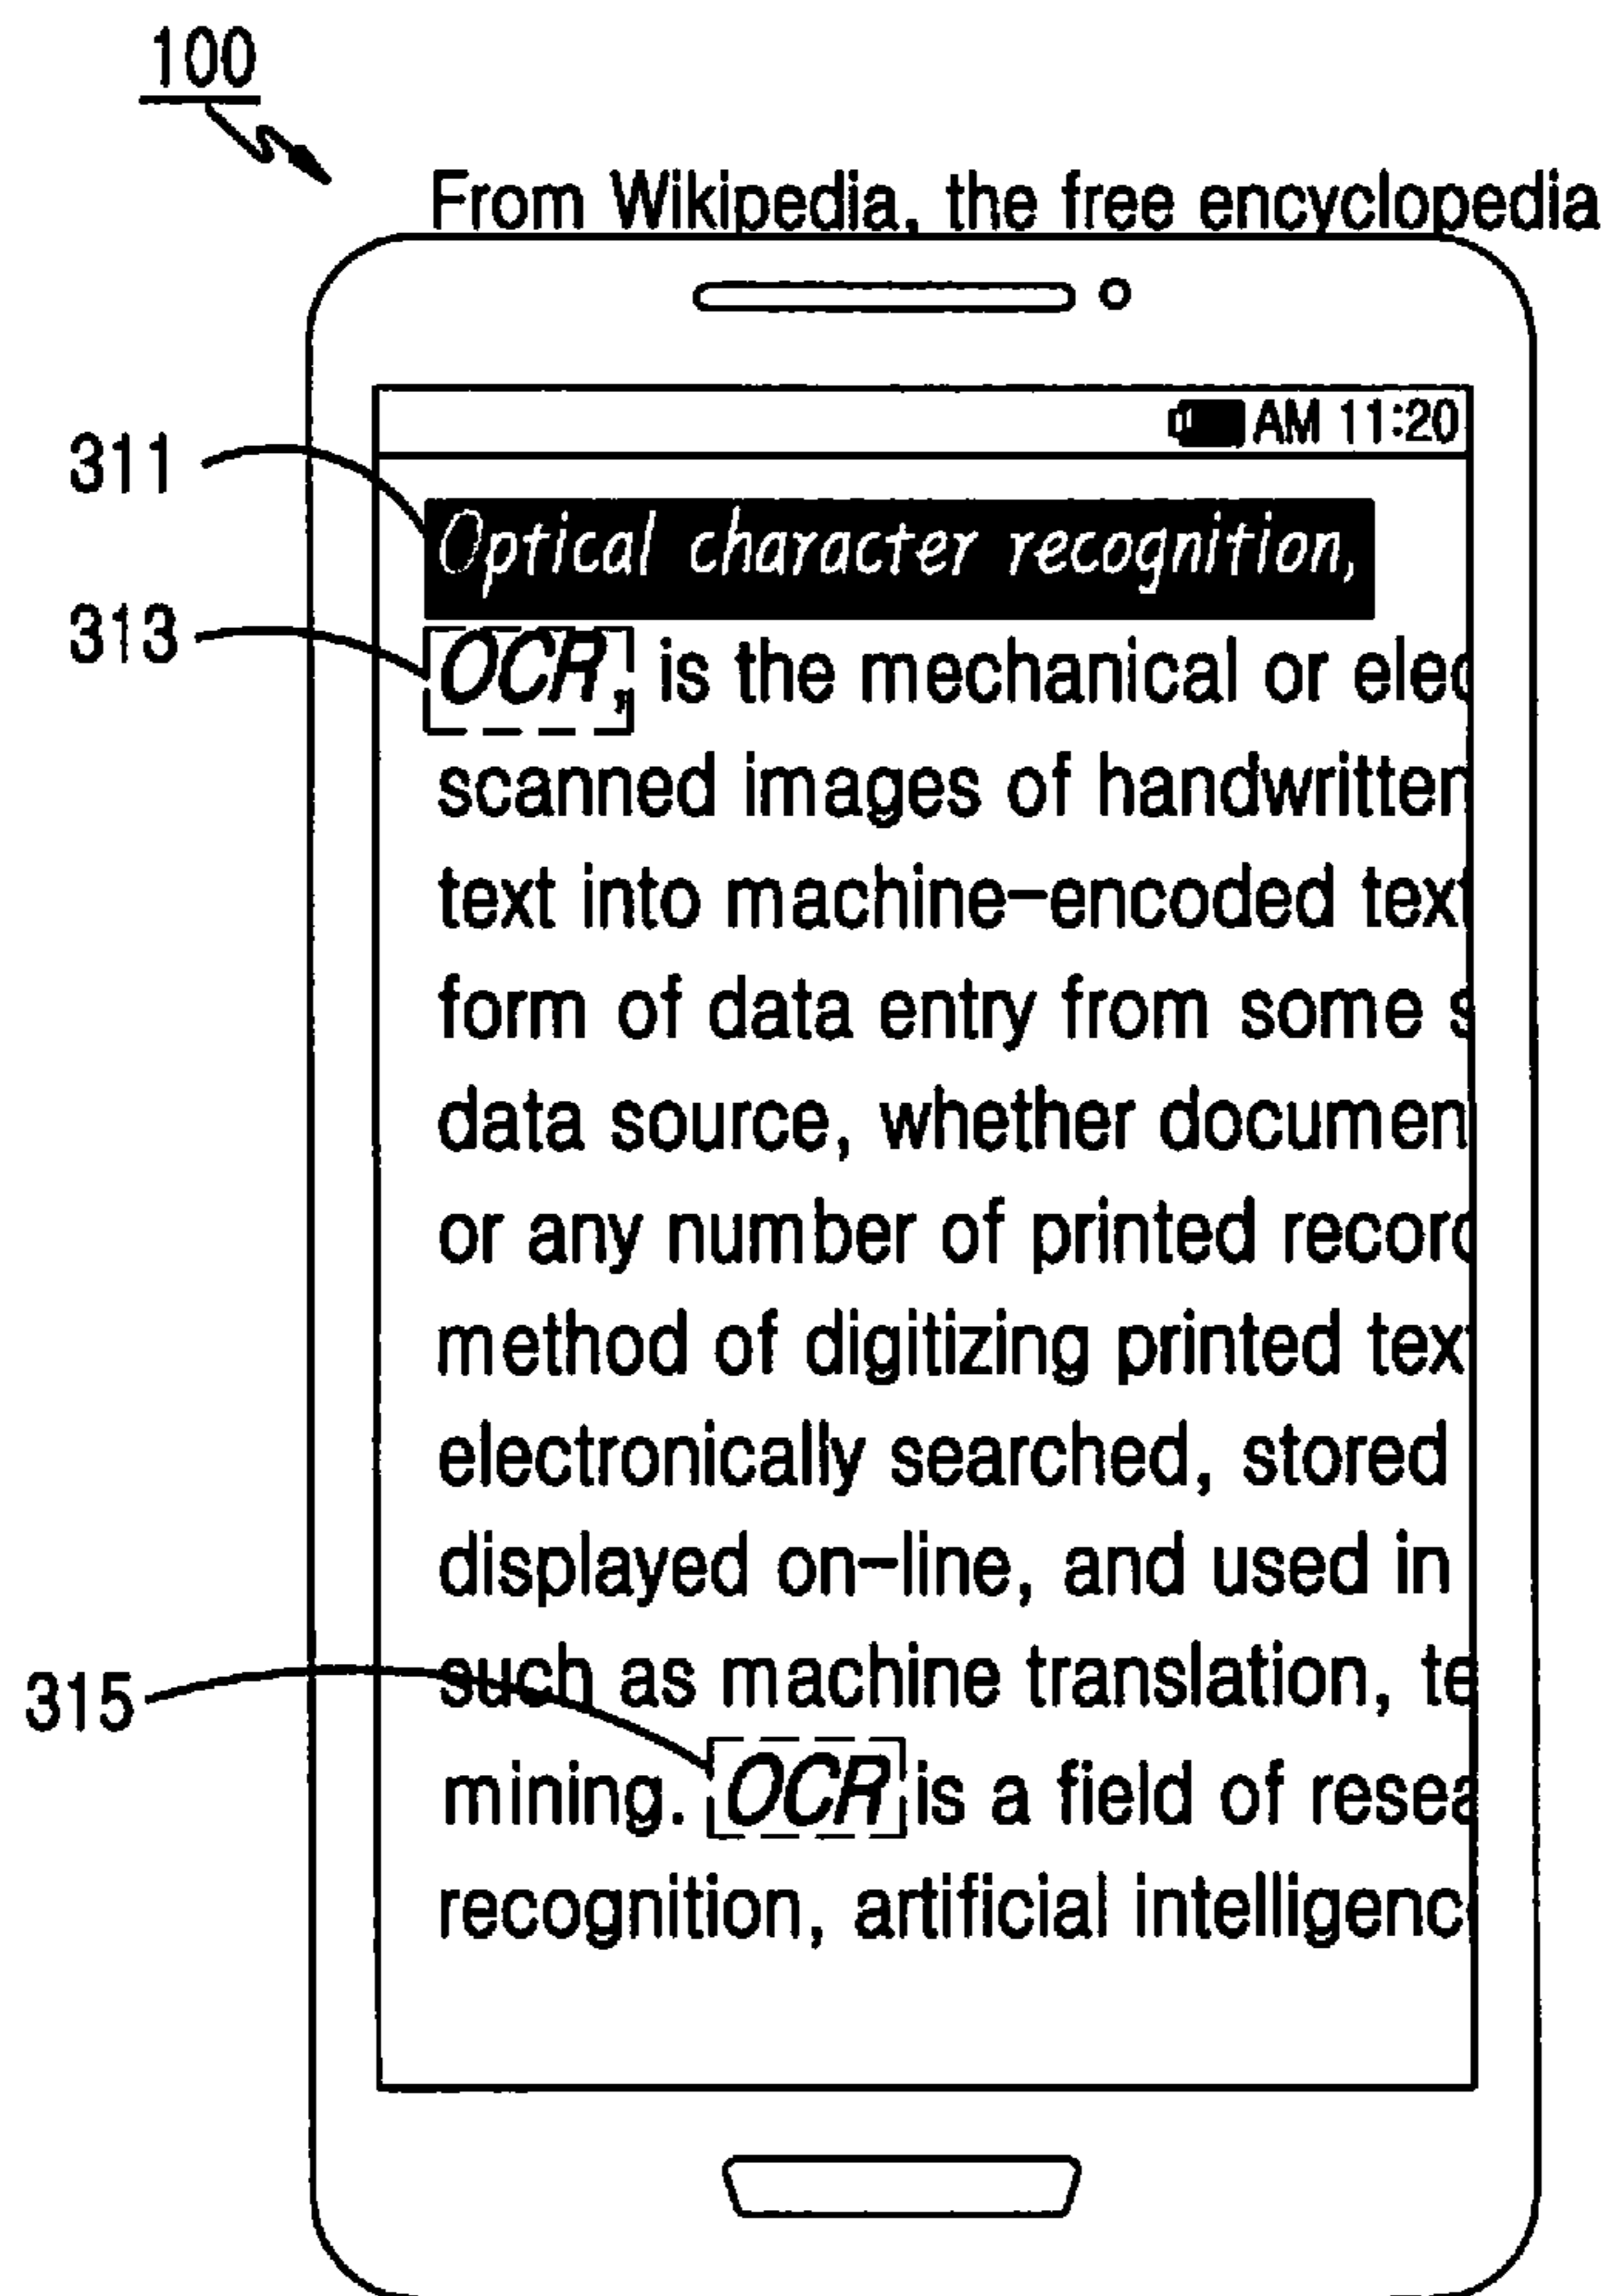 100
From Wikipedia, the free encyclopedia
AM 11:20
311
Optical character recognition,
313
OCR, is the mechanical or elec
scanned images of handwritten
text into machine-encoded text
form of data entry from some s
data source, whether documen
or any number of printed record
method of digitizing printed text
electronically searched, stored
displayed on-line, and used in
such as machine translation, te
315
mining. OCR is a field of resea
recognition, artificial intelligenc